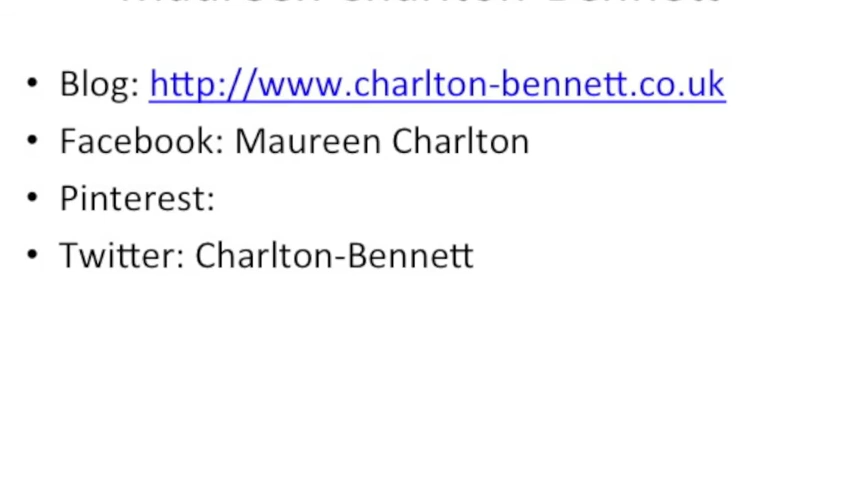 • Blog: http://www.charlton-bennett.co.uk
• Facebook: Maureen Charlton
• Pinterest:
• Twitter: Charlton-Bennett